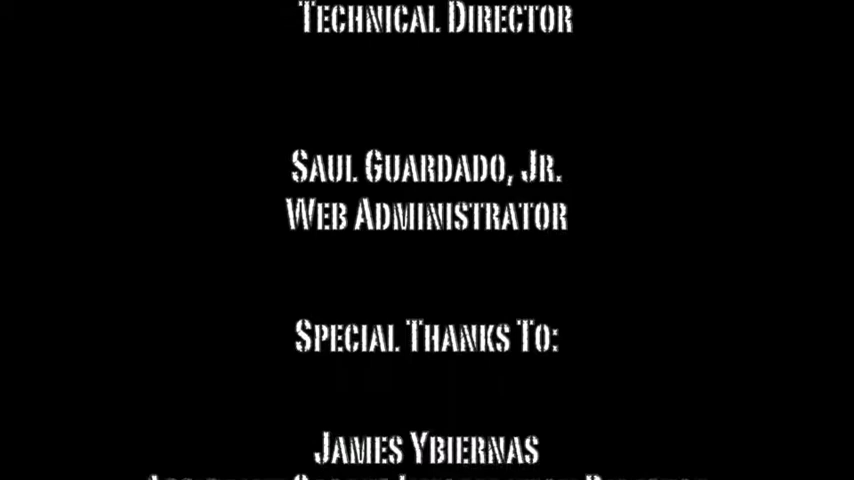 Technical Director
Saul Guardado, Jr.
Web Administrator
Special Thanks To:
James Ybiernas